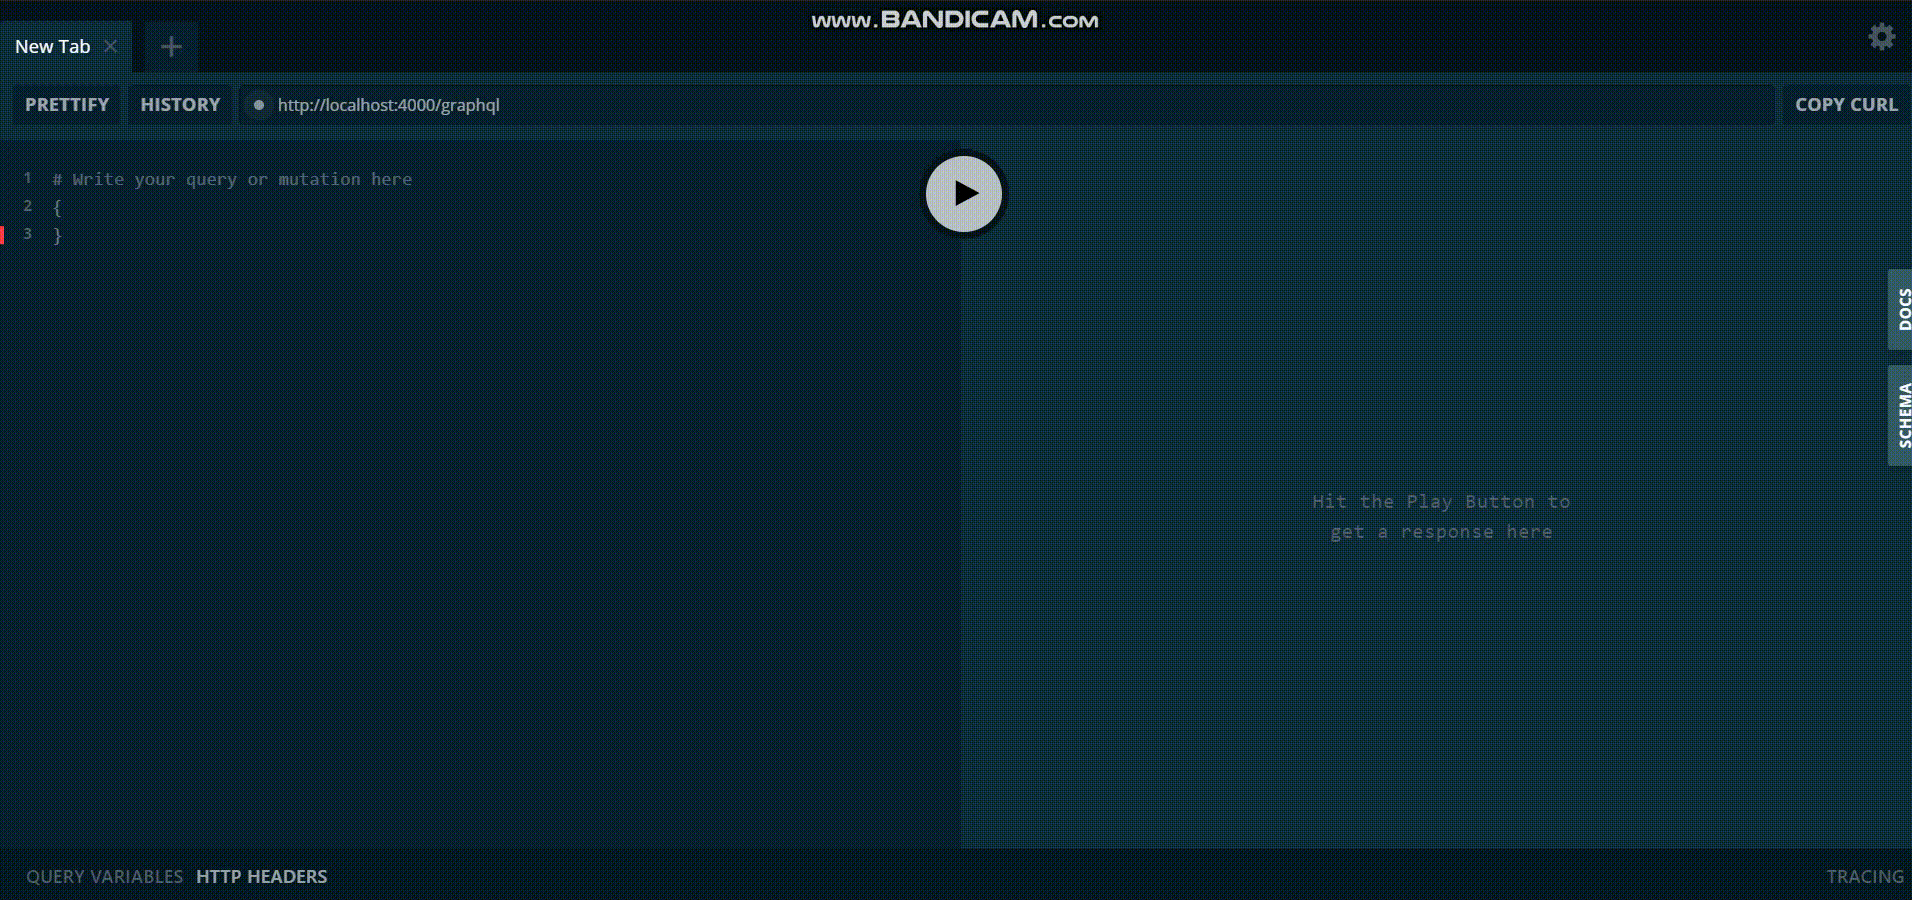 www.BANDICAM.com
New Tab
PRETTIFY HISTORY http://localhost:4000/graphql COPY CURL
1 # Write your query or mutation here
2 {
3 }
DOCS
SCHEMA
Hit the Play Button to
get a response here
QUERY VARIABLES HTTP HEADERS TRACING